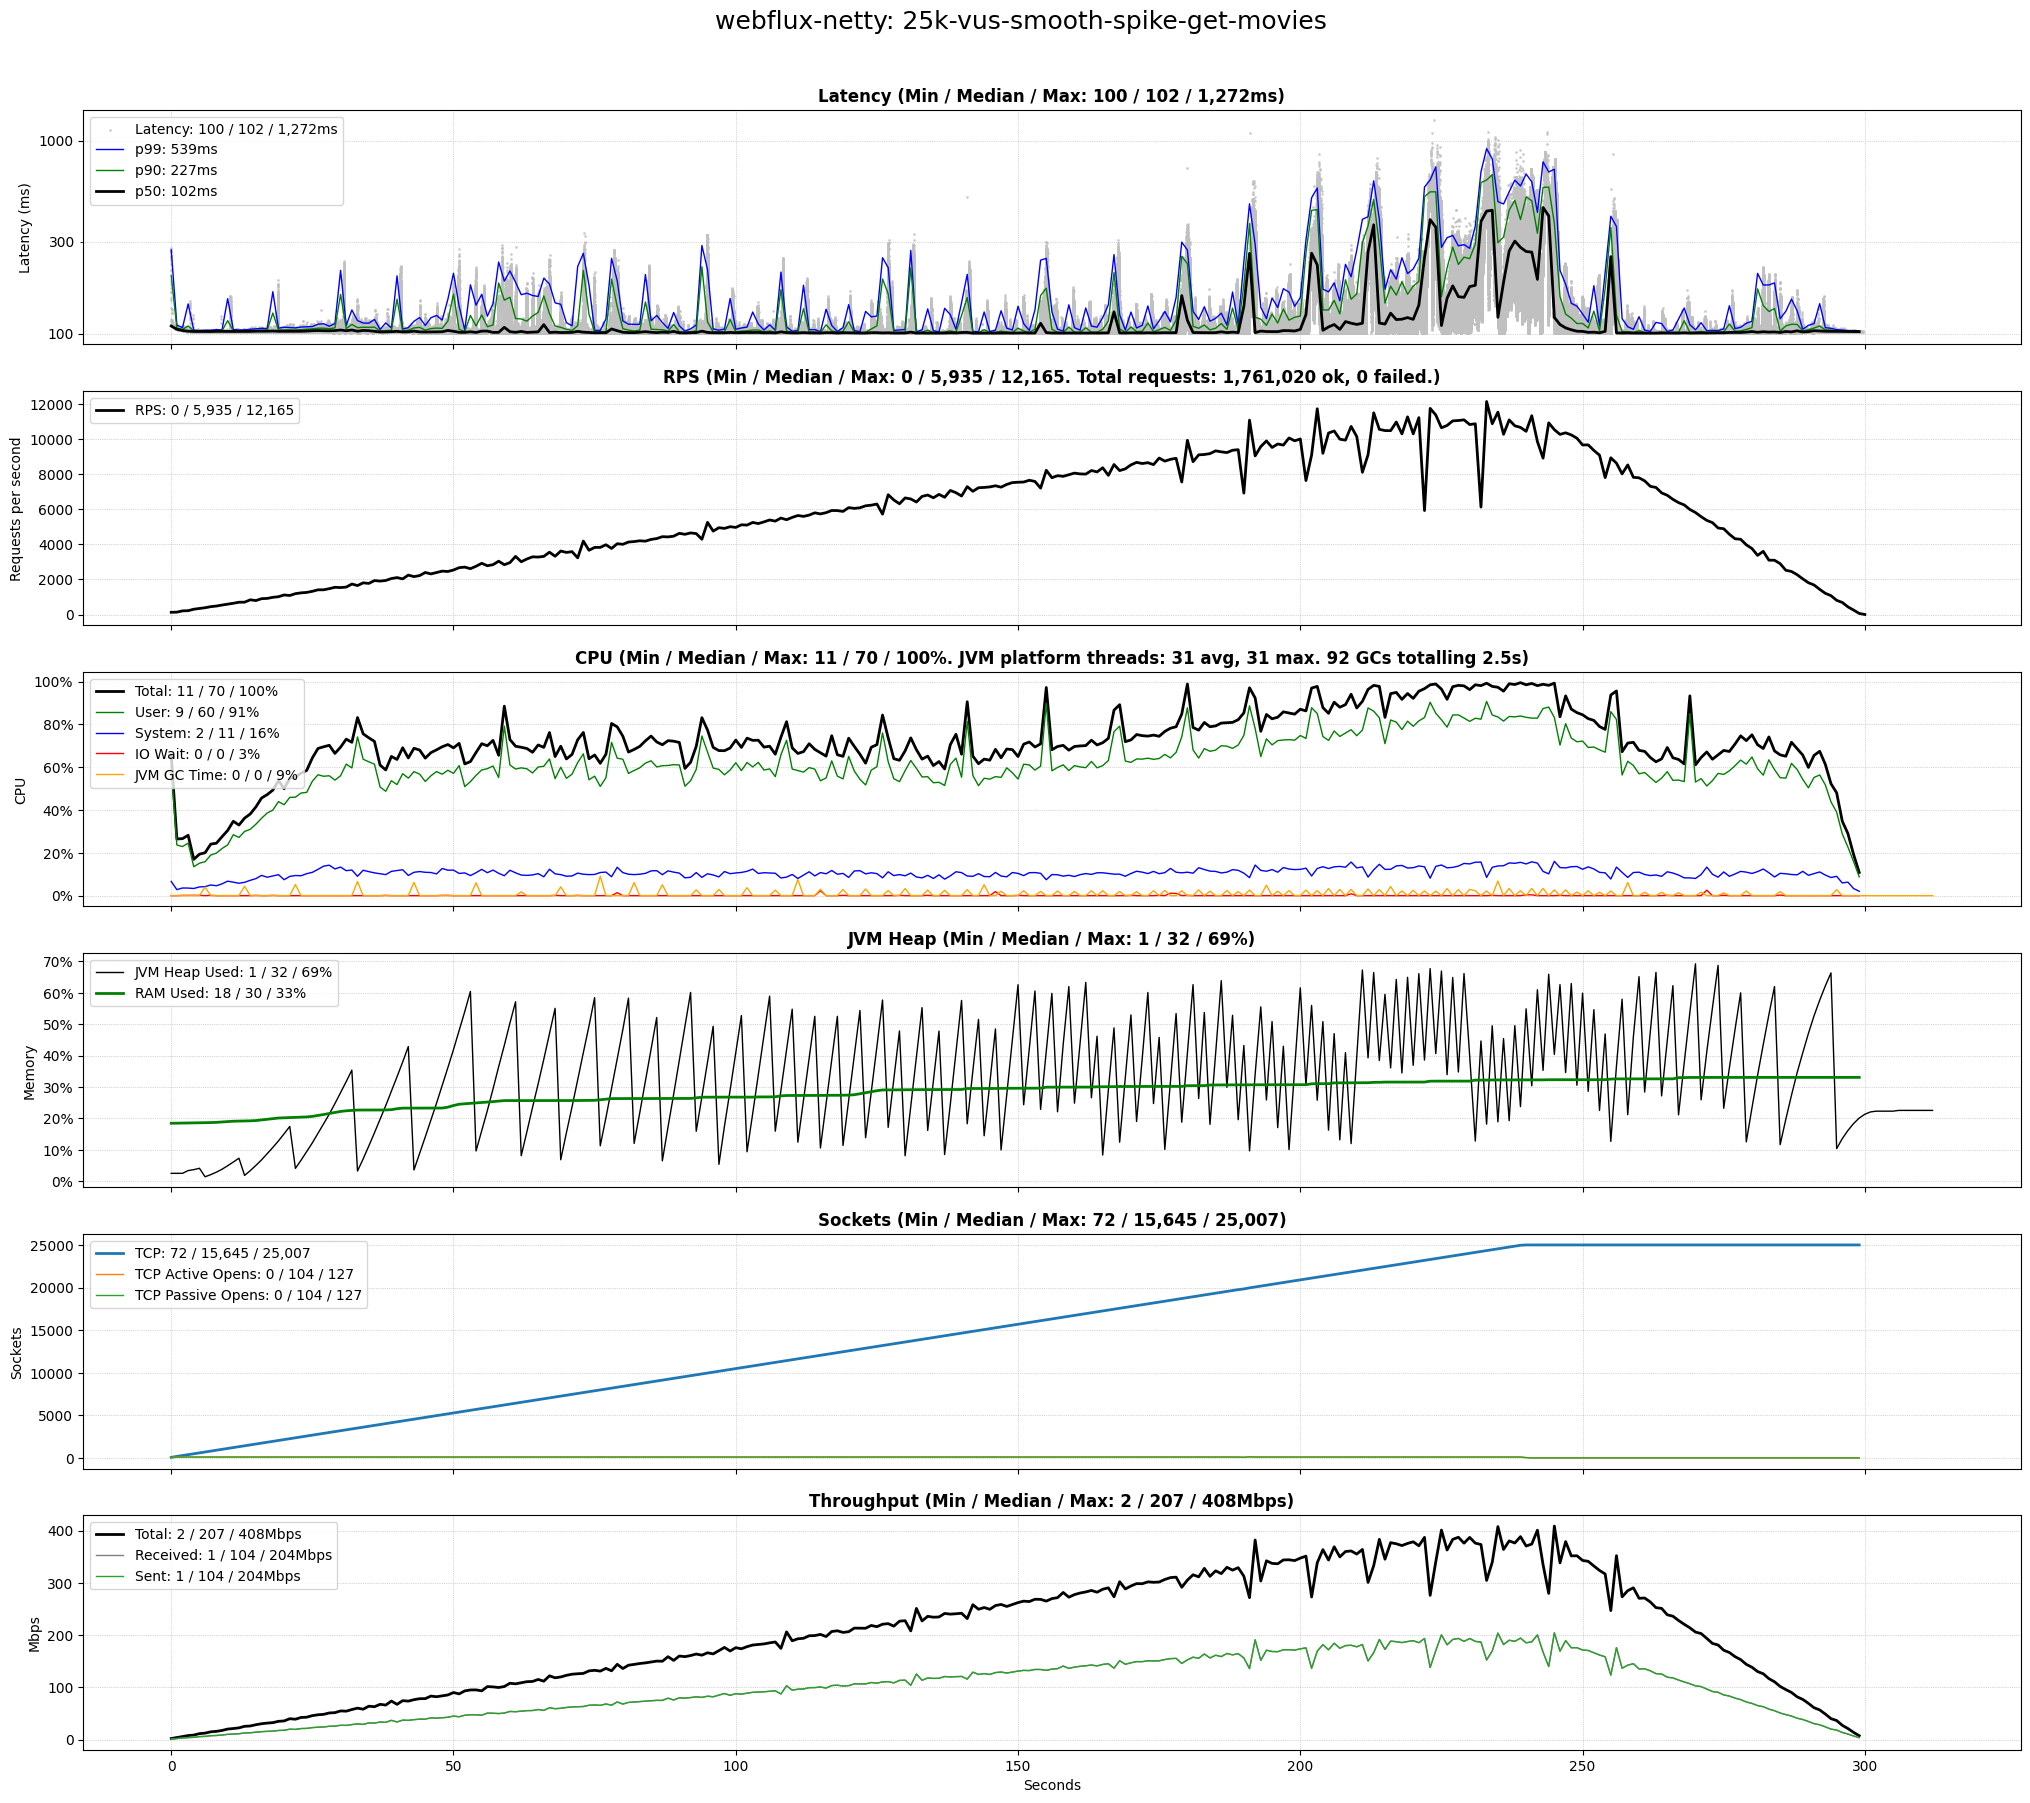 webflux-netty: 25k-vus-smooth-spike-get-movies
Latency (Min / Median / Max: 100 / 102 / 1,272ms)
Latency (ms)
1000
300
100
Latency: 100 / 102 / 1,272ms
p99: 539ms
p90: 227ms
p50: 102ms
RPS (Min / Median / Max: 0 / 5,935 / 12,165. Total requests: 1,761,020 ok, 0 failed.)
Requests per second
12000
10000
8000
6000
4000
2000
0
RPS: 0 / 5,935 / 12,165
CPU (Min / Median / Max: 11 / 70 / 100%. JVM platform threads: 31 avg, 31 max. 92 GCs totalling 2.5s)
CPU
100%
80%
60%
40%
20%
0%
Total: 11 / 70 / 100%
User: 9 / 60 / 91%
System: 2 / 11 / 16%
IO Wait: 0 / 0 / 3%
JVM GC Time: 0 / 0 / 9%
JVM Heap (Min / Median / Max: 1 / 32 / 69%)
Memory
70%
60%
50%
40%
30%
20%
10%
0%
JVM Heap Used: 1 / 32 / 69%
RAM Used: 18 / 30 / 33%
Sockets (Min / Median / Max: 72 / 15,645 / 25,007)
Sockets
25000
20000
15000
10000
5000
0
TCP: 72 / 15,645 / 25,007
TCP Active Opens: 0 / 104 / 127
TCP Passive Opens: 0 / 104 / 127
Throughput (Min / Median / Max: 2 / 207 / 408Mbps)
Mbps
400
300
200
100
0
Total: 2 / 207 / 408Mbps
Received: 1 / 104 / 204Mbps
Sent: 1 / 104 / 204Mbps
0 50 100 150 200 250 300
Seconds